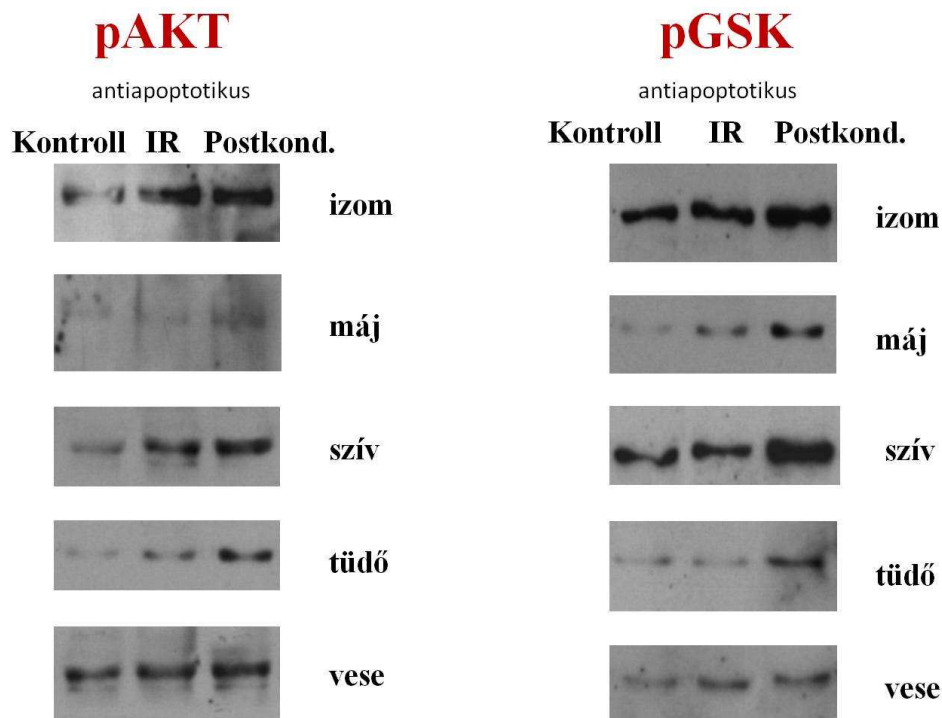 pAKT
antiapoptotikus
Kontroll IR Postkond.
izom
máj
szív
tüdő
vese
pGSK
antiapoptotikus
Kontroll IR Postkond.
izom
máj
szív
tüdő
vese